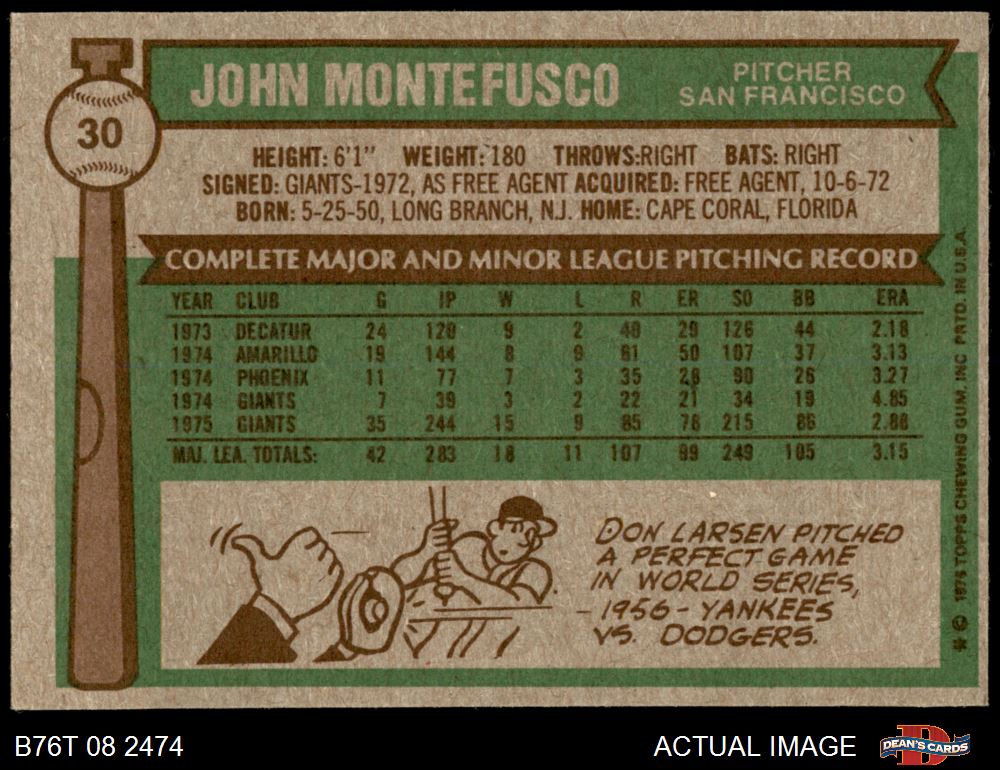 30
JOHN MONTEFUSCO
PITCHER
SAN FRANCISCO
HEIGHT: 6'1" WEIGHT: 180 THROWS:RIGHT BATS: RIGHT
SIGNED: GIANTS-1972, AS FREE AGENT ACQUIRED: FREE AGENT, 10-6-72
BORN: 5-25-50, LONG BRANCH, N.J. HOME: CAPE CORAL, FLORIDA
COMPLETE MAJOR AND MINOR LEAGUE PITCHING RECORD
YEAR CLUB G IP W L R ER SO BB ERA
1973 DECATUR 24 120 9 2 40 29 126 44 2.18
1974 AMARILLO 19 144 8 9 61 50 107 37 3.13
1974 PHOENIX 11 77 7 3 35 28 90 26 3.27
1974 GIANTS 7 39 3 2 22 21 34 19 4.85
1975 GIANTS 35 244 15 9 85 78 215 86 2.88
MAJ. LEA. TOTALS: 42 283 18 11 107 99 249 105 3.15
DON LARSEN PITCHED
A PERFECT GAME
IN WORLD SERIES,
-1956- YANKEES
VS. DODGERS.
* © 1976 TOPPS CHEWING GUM, INC PRTD. IN U.S.A.
B76T 08 2474
ACTUAL IMAGE
DEAN'S CARDS